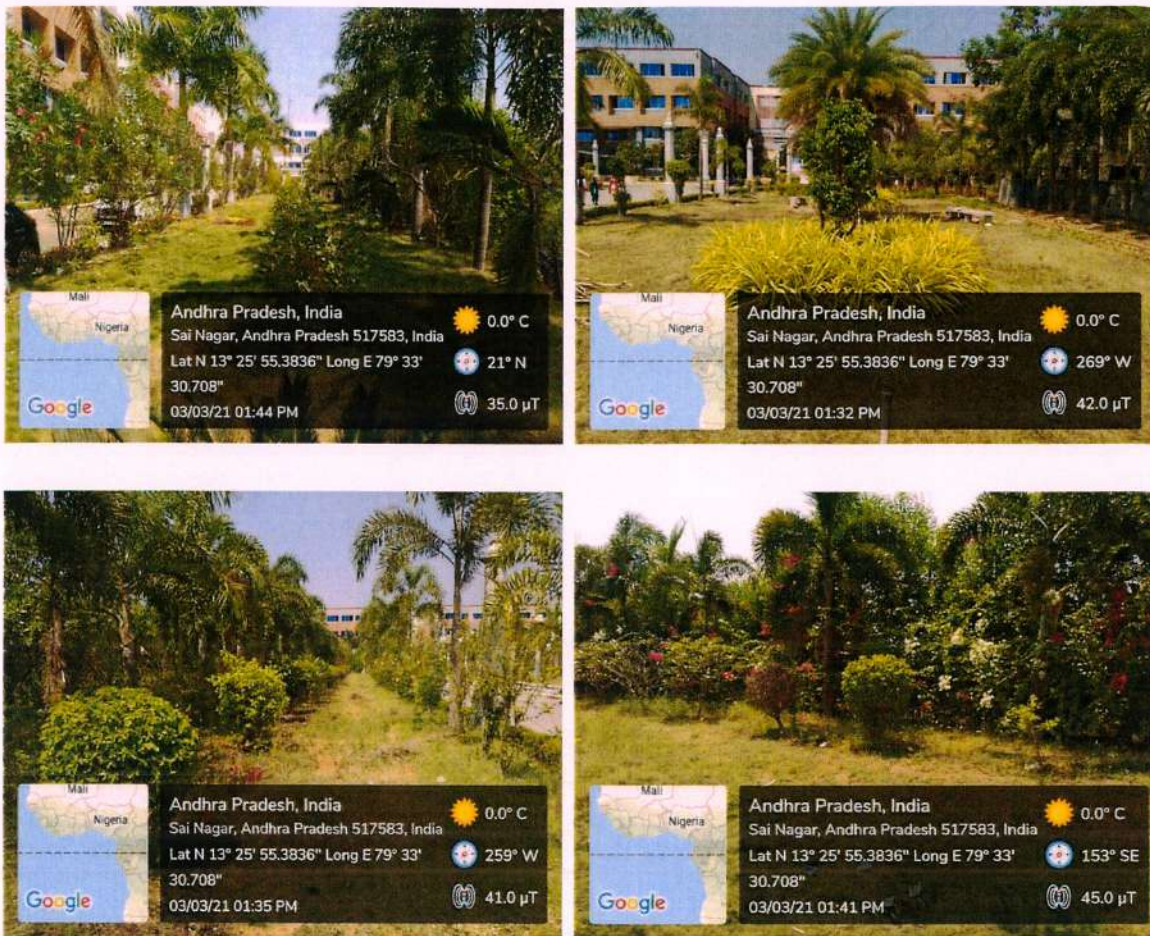 Mali
Nigeria
Google
Andhra Pradesh, India
Sai Nagar, Andhra Pradesh 517583, India
Lat N 13° 25' 55.3836" Long E 79° 33'
30.708"
03/03/21 01:44 PM
0.0° C
21° N
35.0 µT
Mali
Nigeria
Google
Andhra Pradesh, India
Sai Nagar, Andhra Pradesh 517583, India
Lat N 13° 25' 55.3836" Long E 79° 33'
30.708"
03/03/21 01:32 PM
0.0° C
269° W
42.0 µT
Mali
Nigeria
Google
Andhra Pradesh, India
Sai Nagar, Andhra Pradesh 517583, India
Lat N 13° 25' 55.3836" Long E 79° 33'
30.708"
03/03/21 01:35 PM
0.0° C
259° W
41.0 µT
Mali
Nigeria
Google
Andhra Pradesh, India
Sai Nagar, Andhra Pradesh 517583, India
Lat N 13° 25' 55.3836" Long E 79° 33'
30.708"
03/03/21 01:41 PM
0.0° C
153° SE
45.0 µT